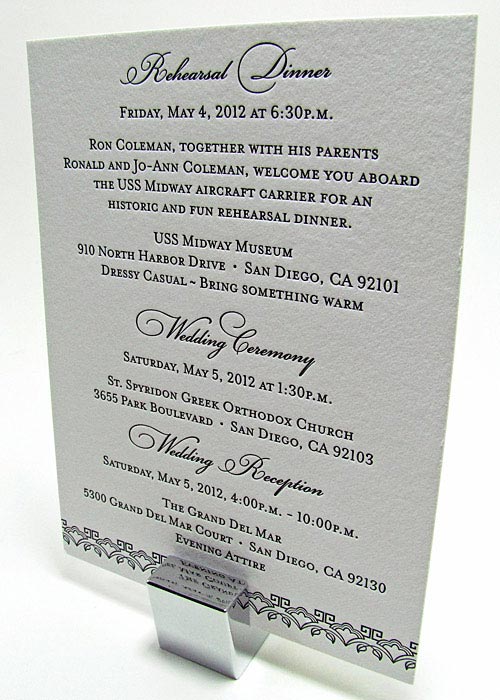 Rehearsal Dinner
Friday, May 4, 2012 at 6:30p.m.
Ron Coleman, together with his parents
Ronald and Jo-Ann Coleman, welcome you aboard
the USS Midway aircraft carrier for an
historic and fun rehearsal dinner.
USS Midway Museum
910 North Harbor Drive · San Diego, CA 92101
Dressy Casual ~ Bring something warm
Wedding Ceremony
Saturday, May 5, 2012 at 1:30p.m.
St. Spyridon Greek Orthodox Church
3655 Park Boulevard · San Diego, CA 92103
Wedding Reception
Saturday, May 5, 2012, 4:00p.m. - 10:00p.m.
The Grand Del Mar
5300 Grand Del Mar Court · San Diego, CA 92130
Evening Attire